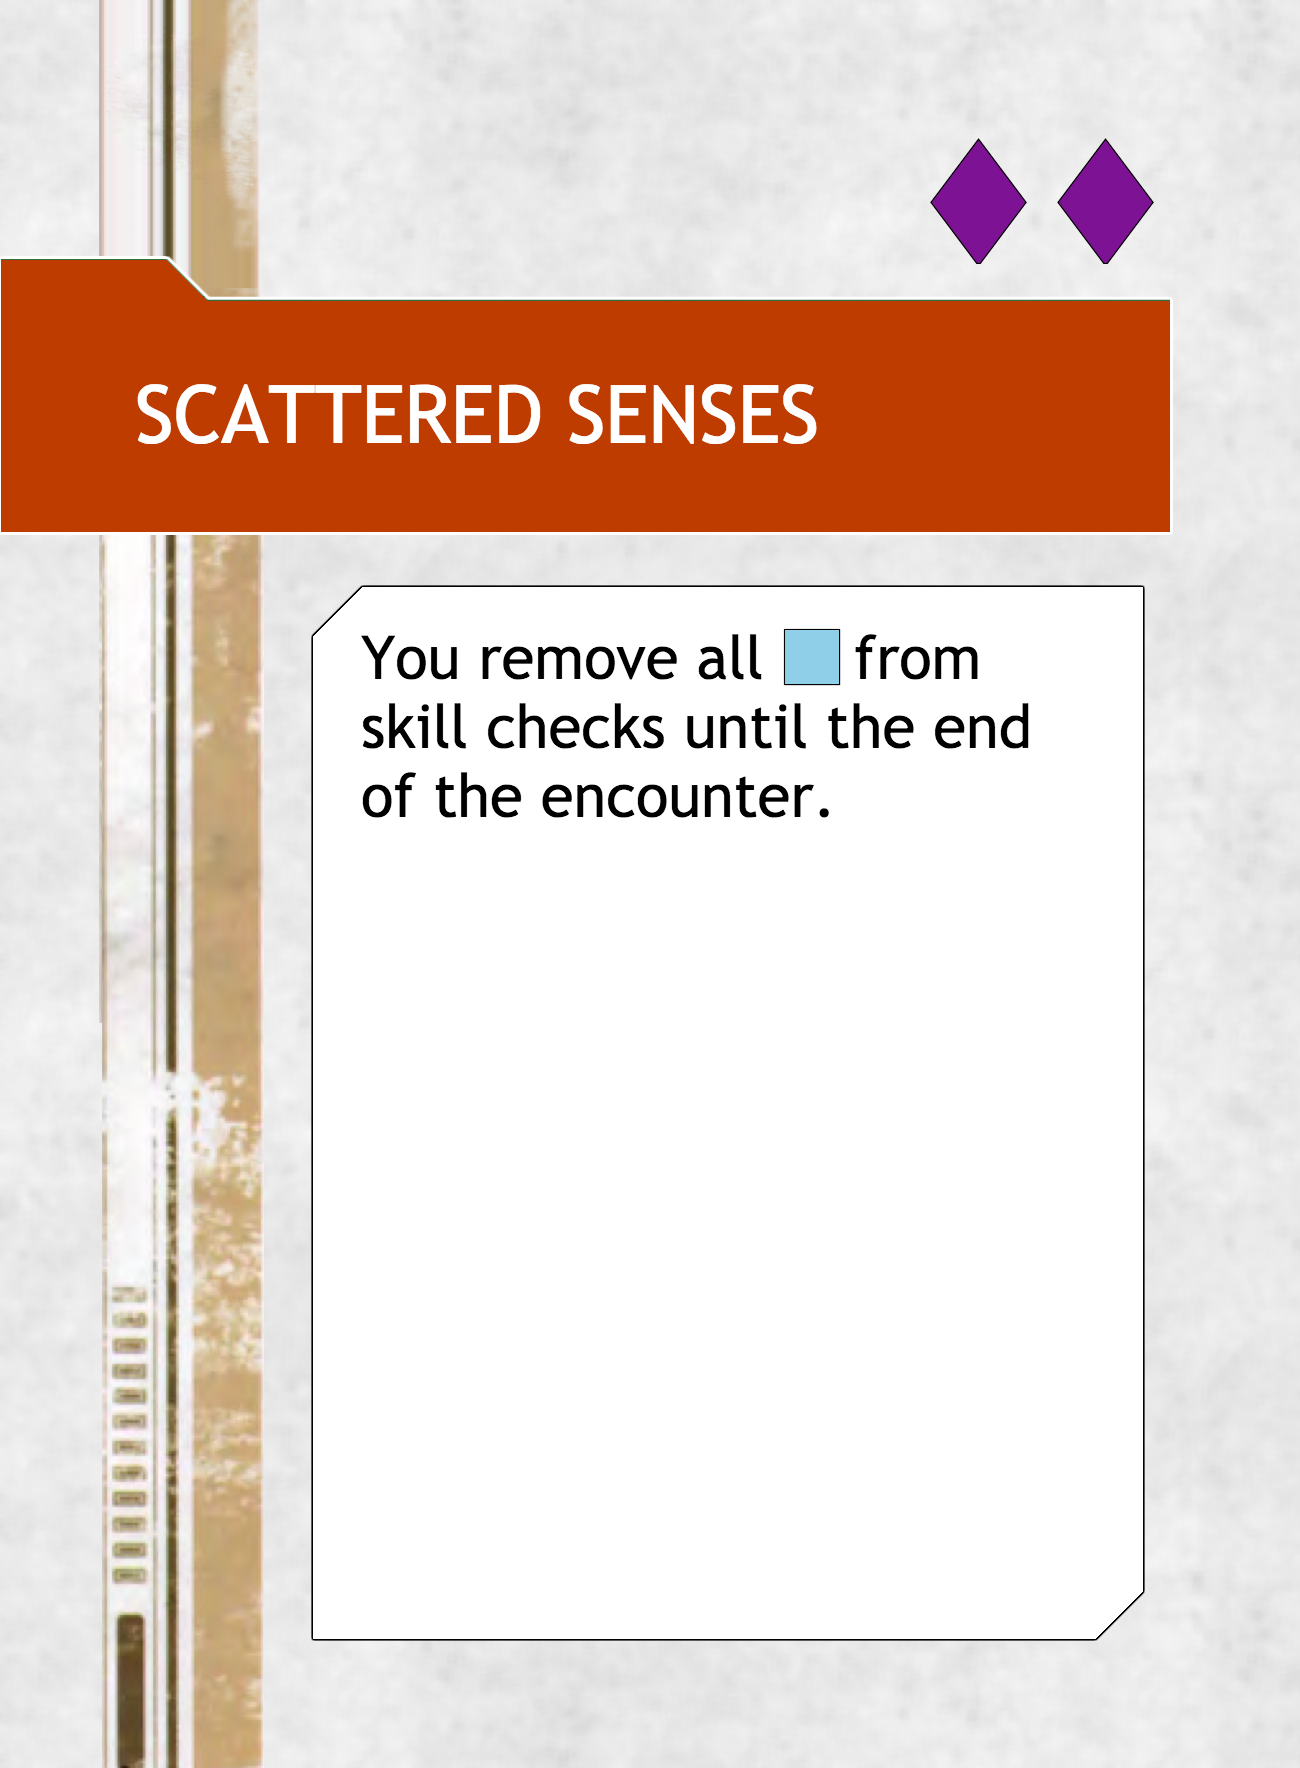 SCATTERED SENSES
You remove all from
skill checks until the end
of the encounter.